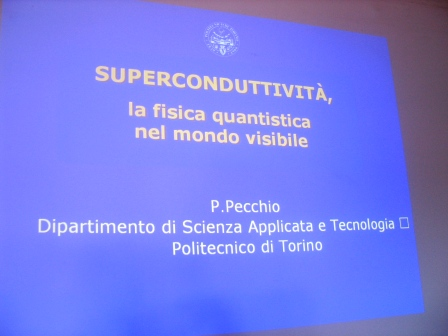 SUPERCONDUTTIVITÀ,
la fisica quantistica
nel mondo visibile
P.Pecchio
Dipartimento di Scienza Applicata e Tecnologia □
Politecnico di Torino